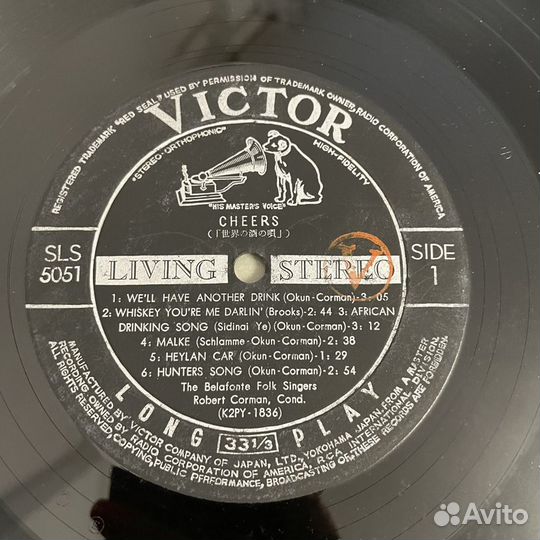 REGISTERED TRADEMARK "RED SEAL" USED BY PERMISSION OF TRADEMARK OWNER, RADIO CORPORATION OF AMERICA
VICTOR
"STEREO-ORTHOPHONIC" HIGH-FIDELITY
"HIS MASTER'S VOICE"
CHEERS
(「世界の酒の唄」)
SLS
5051
LIVING STEREO
SIDE
1
1: WE'LL HAVE ANOTHER DRINK (Okun-Corman)-3: 05
2: WHISKEY YOU'RE ME DARLIN' (Brooks)-2: 44 3: AFRICAN
DRINKING SONG (Sidinai Ye) (Okun-Corman)-3: 12
4: MALKE (Schlamme-Okun-Corman)-2: 38
5: HEYLAN CAR (Okun-Corman)-1: 29
6: HUNTERS SONG (Okun-Corman)-2: 54
The Belafonte Folk Singers
Robert Corman, Cond.
(K2PY-1836)
LONG 33 1/3 PLAY
MANUFACTURED BY VICTOR COMPANY OF JAPAN, LTD., YOKOHAMA, JAPAN, FROM A MASTER
RECORDING OWNED BY RADIO CORPORATION OF AMERICA, R.C.A. INTERNATIONAL DIVISION.
ALL RIGHTS RESERVED, COPYING, PUBLIC PERFORMANCE, BROADCASTING OF THESE RECORDS ARE FORBIDDEN.
V
Avito